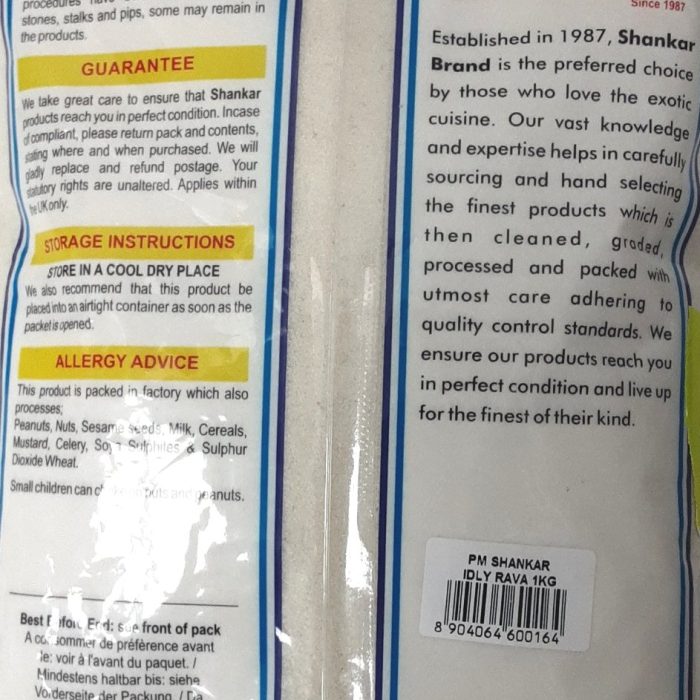 procedures have
stones, stalks and pips, some may remain in
the products.
GUARANTEE
We take great care to ensure that Shankar
products reach you in perfect condition. Incase
of compliant, please return pack and contents,
stating where and when purchased. We will
gladly replace and refund postage. Your
statutory rights are unaltered. Applies within
the UK only.
STORAGE INSTRUCTIONS
STORE IN A COOL DRY PLACE
We also recommend that this product be
placed into an airtight container as soon as the
packet is opened.
ALLERGY ADVICE
This product is packed in factory which also
processes;
Peanuts, Nuts, Sesame seeds, Milk, Cereals,
Mustard, Celery, Soya Sulphites & Sulphur
Dioxide Wheat.
Small children can on nuts and peanuts.
Best Before End: see front of pack
A consommer de préférence avant
le: voir à l'avant du paquet. /
Mindestens haltbar bis: siehe
Vorderseite der Packung. / Da
Since 1987
Established in 1987, Shankar
Brand is the preferred choice
by those who love the exotic
cuisine. Our vast knowledge
and expertise helps in carefully
sourcing and hand selecting
the finest products which is
then cleaned, graded,
processed and packed with
utmost care adhering to
quality control standards. We
ensure our products reach you
in perfect condition and live up
for the finest of their kind.
PM SHANKAR
IDLY RAVA 1KG
8 904064 600164